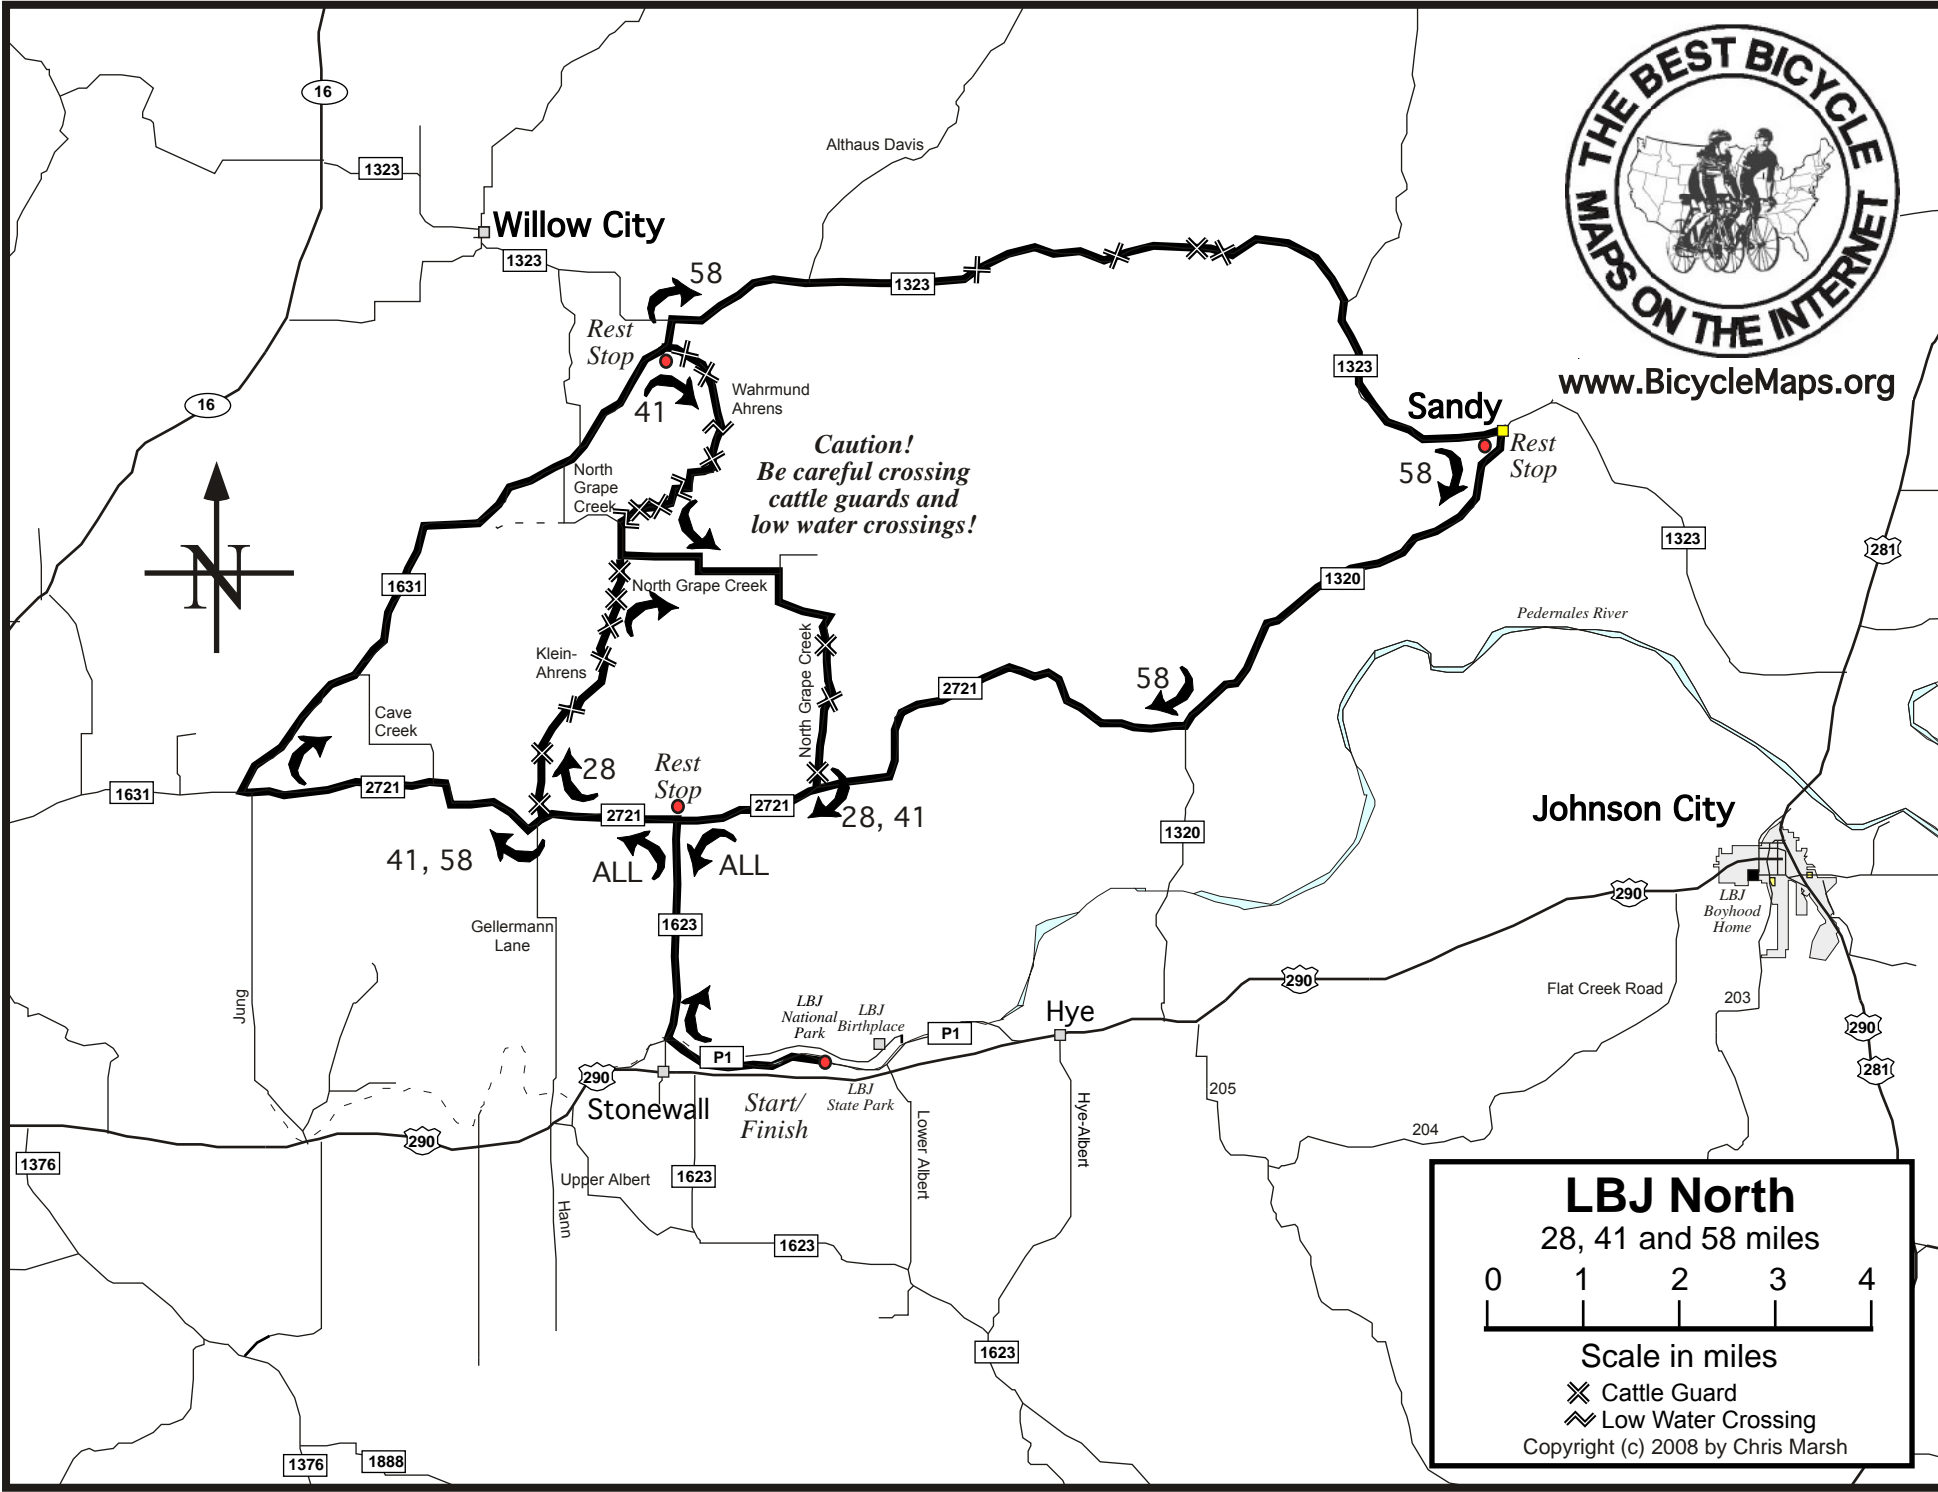 THE BEST BICYCLE
MAPS ON THE INTERNET
www.BicycleMaps.org
16
1323
Willow City
1323
Althaus Davis
58
1323
Rest
Stop
41
Wahrmund
Ahrens
16
1323
Sandy
Rest
Stop
58
Caution!
Be careful crossing
cattle guards and
low water crossings!
North
Grape
Creek
N
1631
North Grape Creek
1320
1323
281
Pedernales River
Klein-
Ahrens
North Grape Creek
2721
58
Cave
Creek
1631
2721
28
Rest
Stop
2721
2721
28, 41
41, 58
ALL
ALL
1320
Johnson City
290
LBJ
Boyhood
Home
Gellermann
Lane
1623
Jung
LBJ
National
Park
LBJ
Birthplace
P1
P1
Hye
290
Flat Creek Road
203
290
281
290
Stonewall
Start/
Finish
LBJ
State Park
Lower Albert
Hye-Albert
205
204
290
1376
Upper Albert
1623
Hann
1623
1623
1376
1888
LBJ North
28, 41 and 58 miles
0 1 2 3 4
Scale in miles
Cattle Guard
Low Water Crossing
Copyright (c) 2008 by Chris Marsh